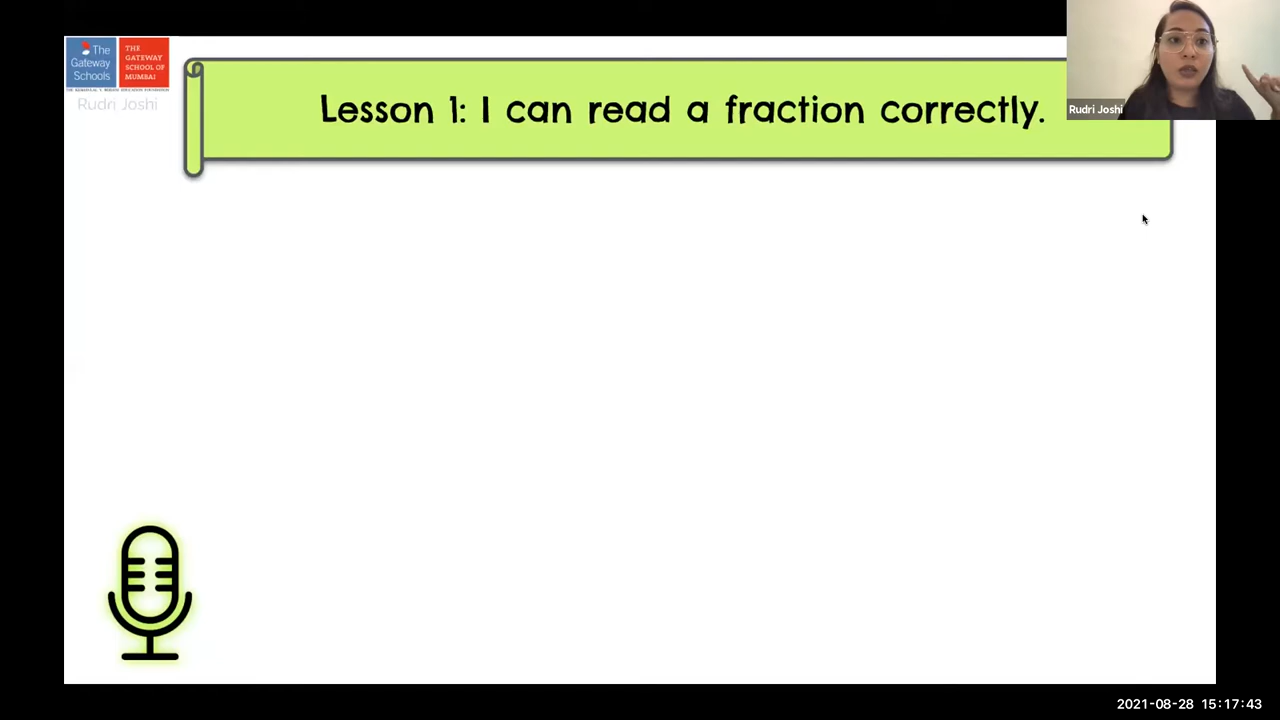 The
Gateway
Schools
THE
GATEWAY
SCHOOL OF
MUMBAI
Rudri Joshi
Lesson 1: I can read a fraction correctly.
Rudri Joshi
2021-08-28 15:17:43